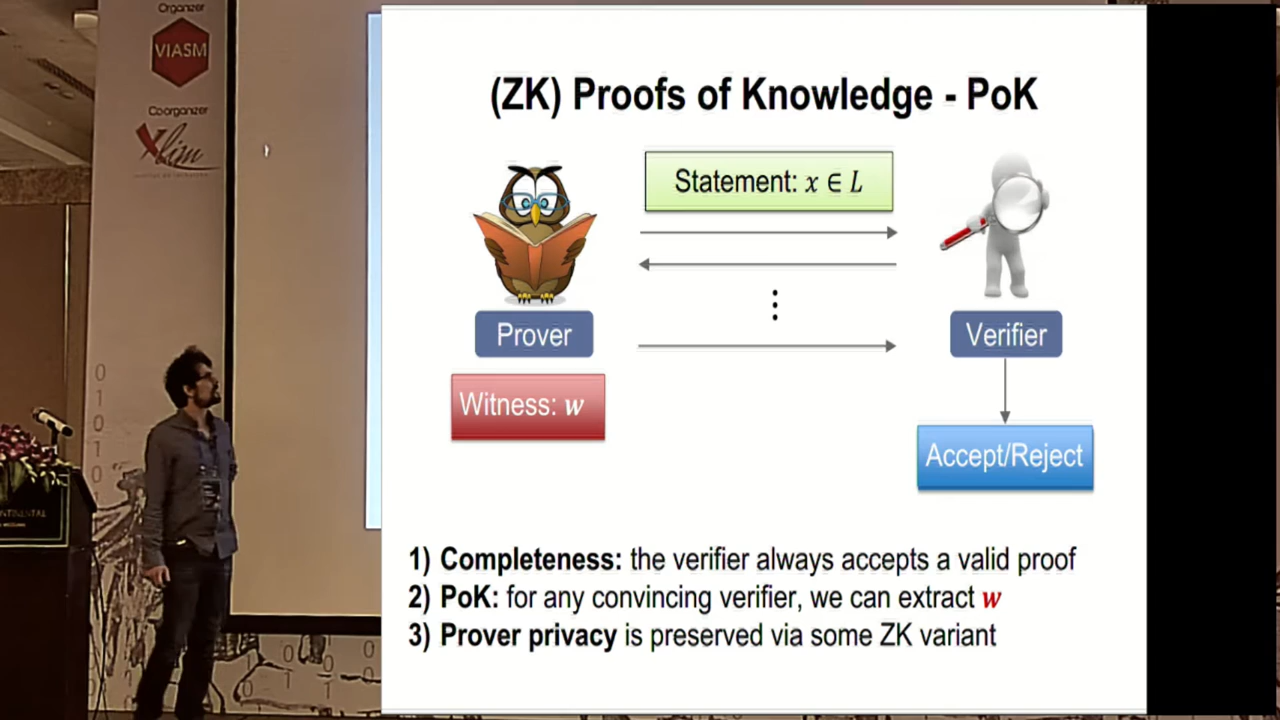 Organizer
VIASM
Coorganizer
Xlim
(ZK) Proofs of Knowledge - PoK
Statement: x ∈ L
Prover
Verifier
Witness: w
Accept/Reject
1) Completeness: the verifier always accepts a valid proof
2) PoK: for any convincing verifier, we can extract w
3) Prover privacy is preserved via some ZK variant